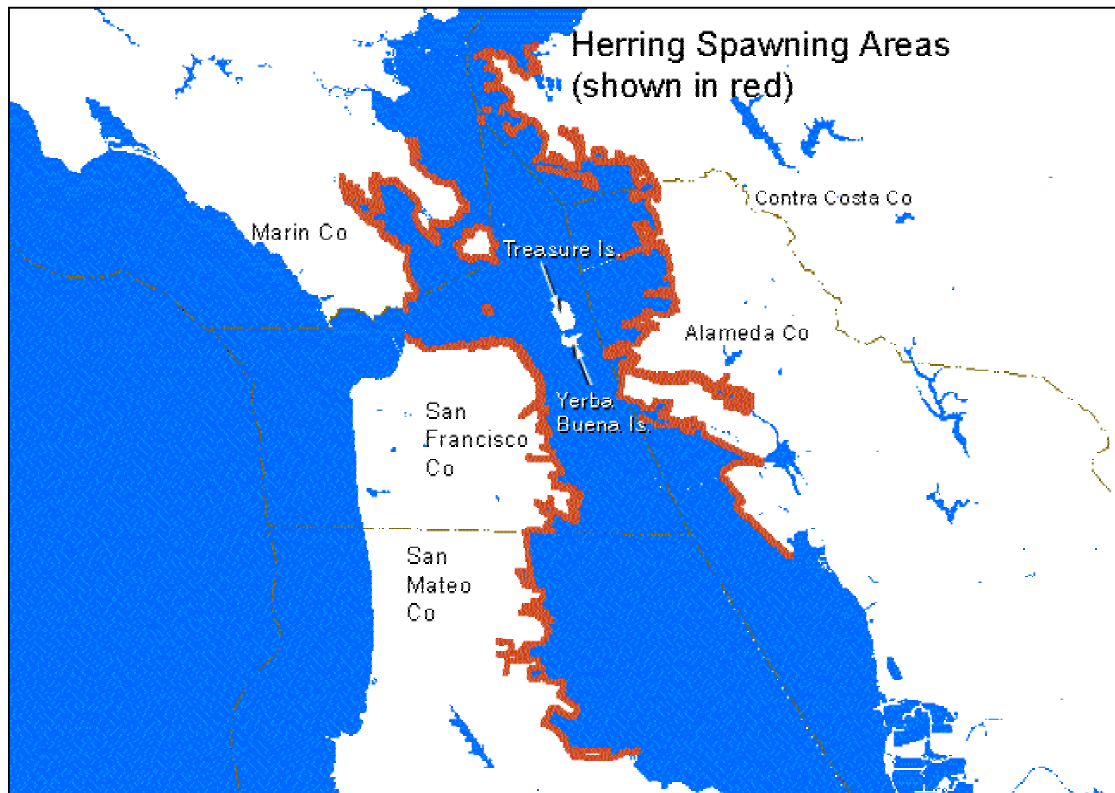 Herring Spawning Areas
(shown in red)
Contra Costa Co
Marin Co
Treasure Is.
Alameda Co
San
Francisco
Co
Yerba
Buena Is.
San
Mateo
Co